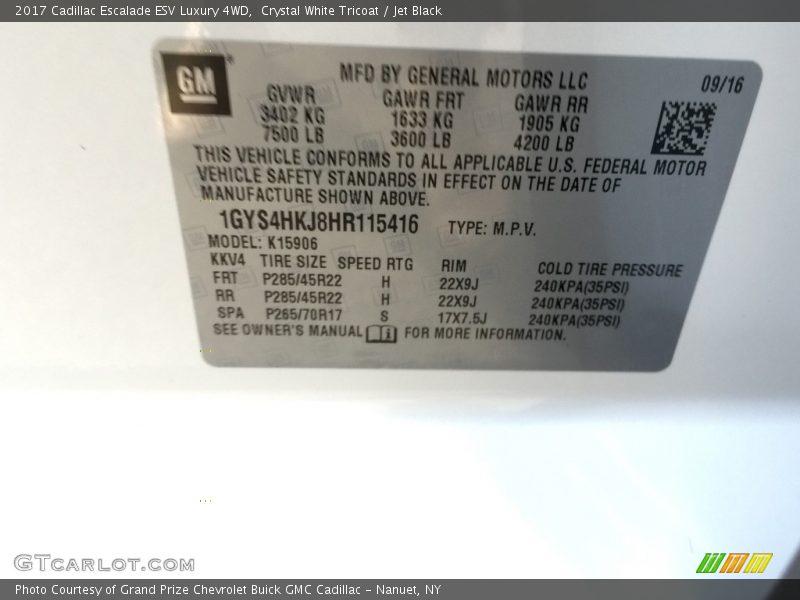 2017 Cadillac Escalade ESV Luxury 4WD, Crystal White Tricoat / Jet Black
GM
MFD BY GENERAL MOTORS LLC
09/16
GVWR GAWR FRT GAWR RR
3402 KG 1633 KG 1905 KG
7500 LB 3600 LB 4200 LB
THIS VEHICLE CONFORMS TO ALL APPLICABLE U.S. FEDERAL MOTOR
VEHICLE SAFETY STANDARDS IN EFFECT ON THE DATE OF
MANUFACTURE SHOWN ABOVE.
1GYS4HKJ8HR115416 TYPE: M.P.V.
MODEL: K15906
KKV4 TIRE SIZE SPEED RTG RIM COLD TIRE PRESSURE
FRT P285/45R22 H 22X9J 240KPA(35PSI)
RR P285/45R22 H 22X9J 240KPA(35PSI)
SPA P265/70R17 S 17X7.5J 240KPA(35PSI)
SEE OWNER'S MANUAL FOR MORE INFORMATION.
GTCARLOT.COM
Photo Courtesy of Grand Prize Chevrolet Buick GMC Cadillac - Nanuet, NY